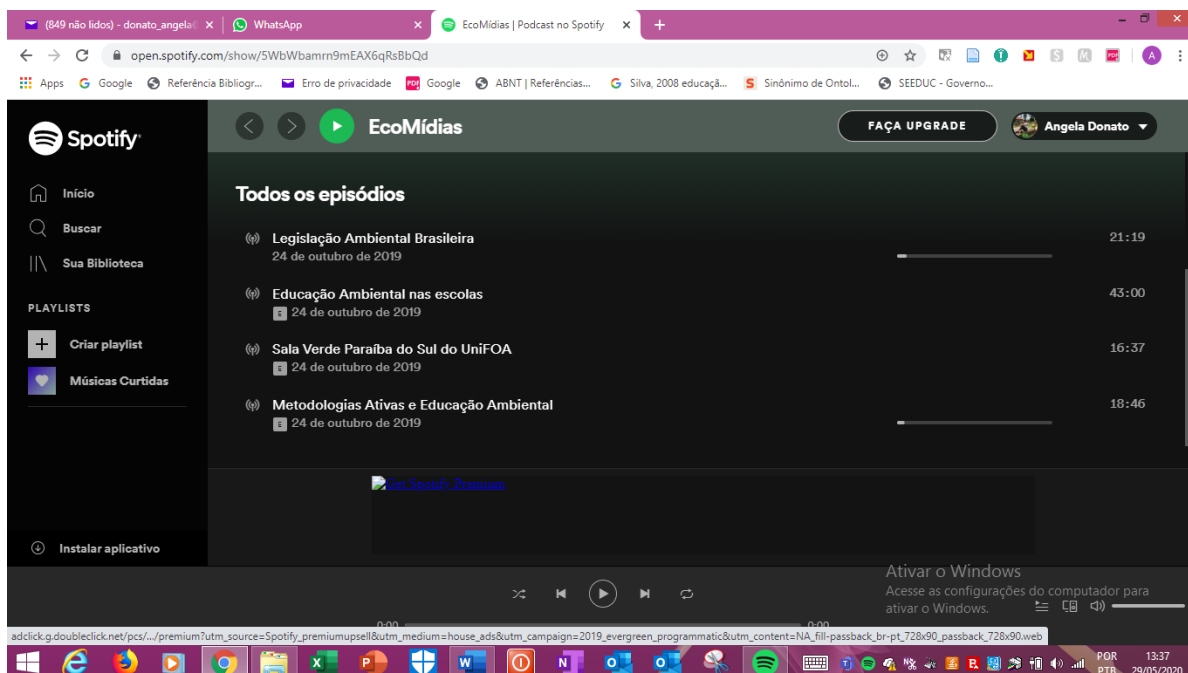 (849 não lidos) - donato_angela
WhatsApp
EcoMídias | Podcast no Spotify
open.spotify.com/show/5WbWbamrn9mEAX6qRsBbQd
A
Apps
Google
Referência Bibliogr...
Erro de privacidade
Google
ABNT | Referências...
Silva, 2008 educaçã...
Sinônimo de Ontol...
SEEDUC - Governo...
Spotify
EcoMídias
FAÇA UPGRADE
Angela Donato
Início
Buscar
Sua Biblioteca
PLAYLISTS
Criar playlist
Músicas Curtidas
Instalar aplicativo
Todos os episódios
Legislação Ambiental Brasileira
21:19
24 de outubro de 2019
Educação Ambiental nas escolas
43:00
E 24 de outubro de 2019
Sala Verde Paraíba do Sul do UniFOA
16:37
E 24 de outubro de 2019
Metodologias Ativas e Educação Ambiental
18:46
E 24 de outubro de 2019
Get Spotify Premium
Ativar o Windows
Acesse as configurações do computador para
ativar o Windows.
0:00
0:00
adclick.g.doubleclick.net/pcs/.../premium?utm_source=Spotify_premiumupsell&utm_medium=house_ads&utm_campaign=2019_evergreen_programmatic&utm_content=NA_fill-passback_br-pt_728x90_passback_728x90.web
POR
13:37
PTB
29/05/2020